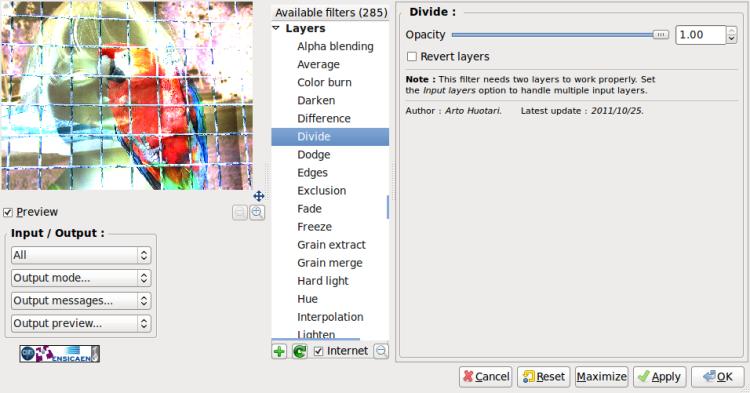 Preview
Input / Output :
All
Output mode...
Output messages...
Output preview...
ENSICAEN
Available filters (285)
Layers
Alpha blending
Average
Color burn
Darken
Difference
Divide
Dodge
Edges
Exclusion
Fade
Freeze
Grain extract
Grain merge
Hard light
Hue
Interpolation
Lighten
Internet
Divide :
Opacity 1.00
Revert layers
Note : This filter needs two layers to work properly. Set
the Input layers option to handle multiple input layers.
Author : Arto Huotari. Latest update : 2011/10/25.
Cancel Reset Maximize Apply OK